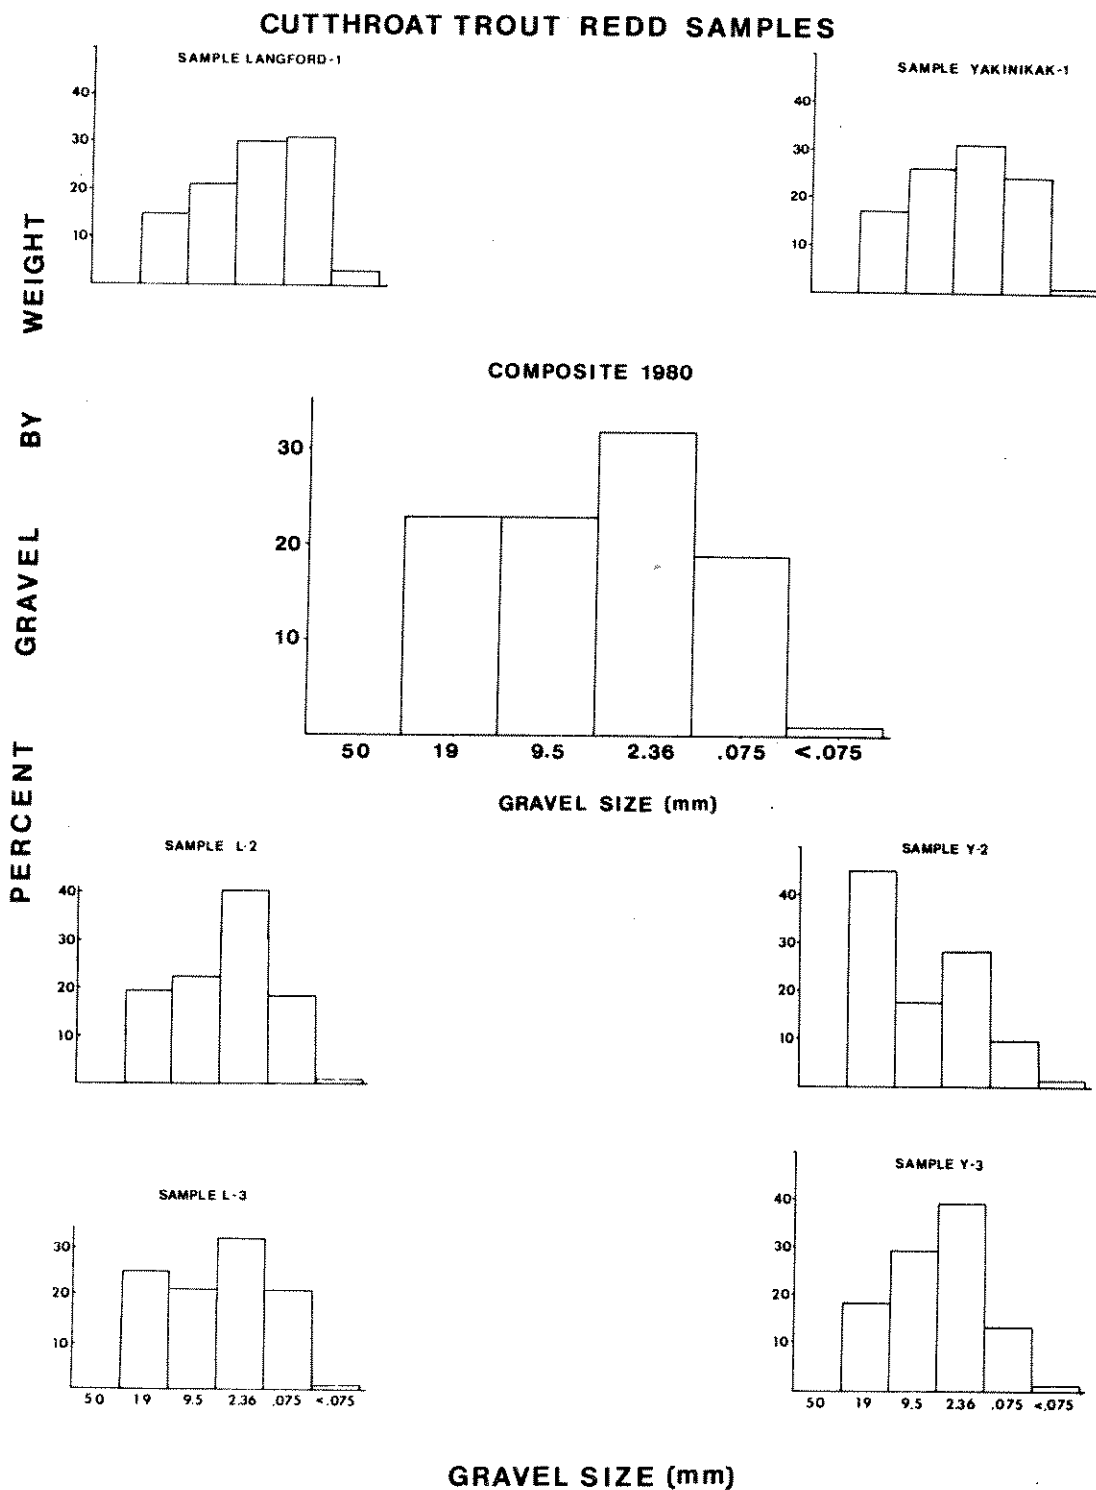 CUTTHROAT TROUT REDD SAMPLES
SAMPLE LANGFORD-1
40
30
20
10
SAMPLE YAKINIKAK-1
40
30
20
10
PERCENT GRAVEL BY WEIGHT
COMPOSITE 1980
30
20
10
50 19 9.5 2.36 .075 <.075
GRAVEL SIZE (mm)
SAMPLE L-2
40
30
20
10
SAMPLE Y-2
40
30
20
10
SAMPLE L-3
30
20
10
50 19 9.5 2.36 .075 <.075
SAMPLE Y-3
40
30
20
10
50 19 9.5 2.36 .075 <.075
GRAVEL SIZE (mm)